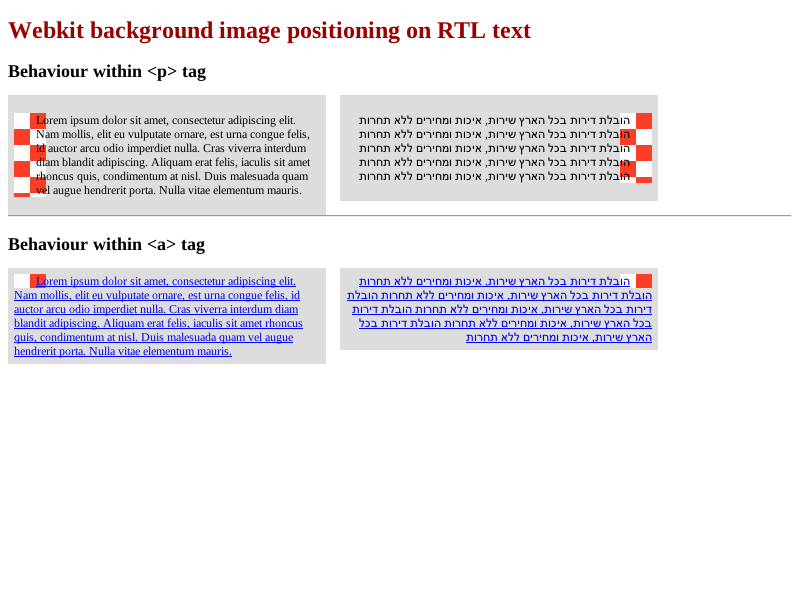 Webkit background image positioning on RTL text
Behaviour within <p> tag
Lorem ipsum dolor sit amet, consectetur adipiscing elit.
Nam mollis, elit eu vulputate ornare, est urna congue felis,
id auctor arcu odio imperdiet nulla. Cras viverra interdum
diam blandit adipiscing. Aliquam erat felis, iaculis sit amet
rhoncus quis, condimentum at nisl. Duis malesuada quam
vel augue hendrerit porta. Nulla vitae elementum mauris.
הובלת דירות בכל הארץ שירות, איכות ומחירים ללא תחרות
הובלת דירות בכל הארץ שירות, איכות ומחירים ללא תחרות
הובלת דירות בכל הארץ שירות, איכות ומחירים ללא תחרות
הובלת דירות בכל הארץ שירות, איכות ומחירים ללא תחרות
הובלת דירות בכל הארץ שירות, איכות ומחירים ללא תחרות
Behaviour within <a> tag
Lorem ipsum dolor sit amet, consectetur adipiscing elit.
Nam mollis, elit eu vulputate ornare, est urna congue felis, id
auctor arcu odio imperdiet nulla. Cras viverra interdum diam
blandit adipiscing. Aliquam erat felis, iaculis sit amet rhoncus
quis, condimentum at nisl. Duis malesuada quam vel augue
hendrerit porta. Nulla vitae elementum mauris.
הובלת דירות בכל הארץ שירות, איכות ומחירים ללא תחרות
הובלת דירות בכל הארץ שירות, איכות ומחירים ללא תחרות הובלת
דירות בכל הארץ שירות, איכות ומחירים ללא תחרות הובלת דירות
בכל הארץ שירות, איכות ומחירים ללא תחרות הובלת דירות בכל
הארץ שירות, איכות ומחירים ללא תחרות